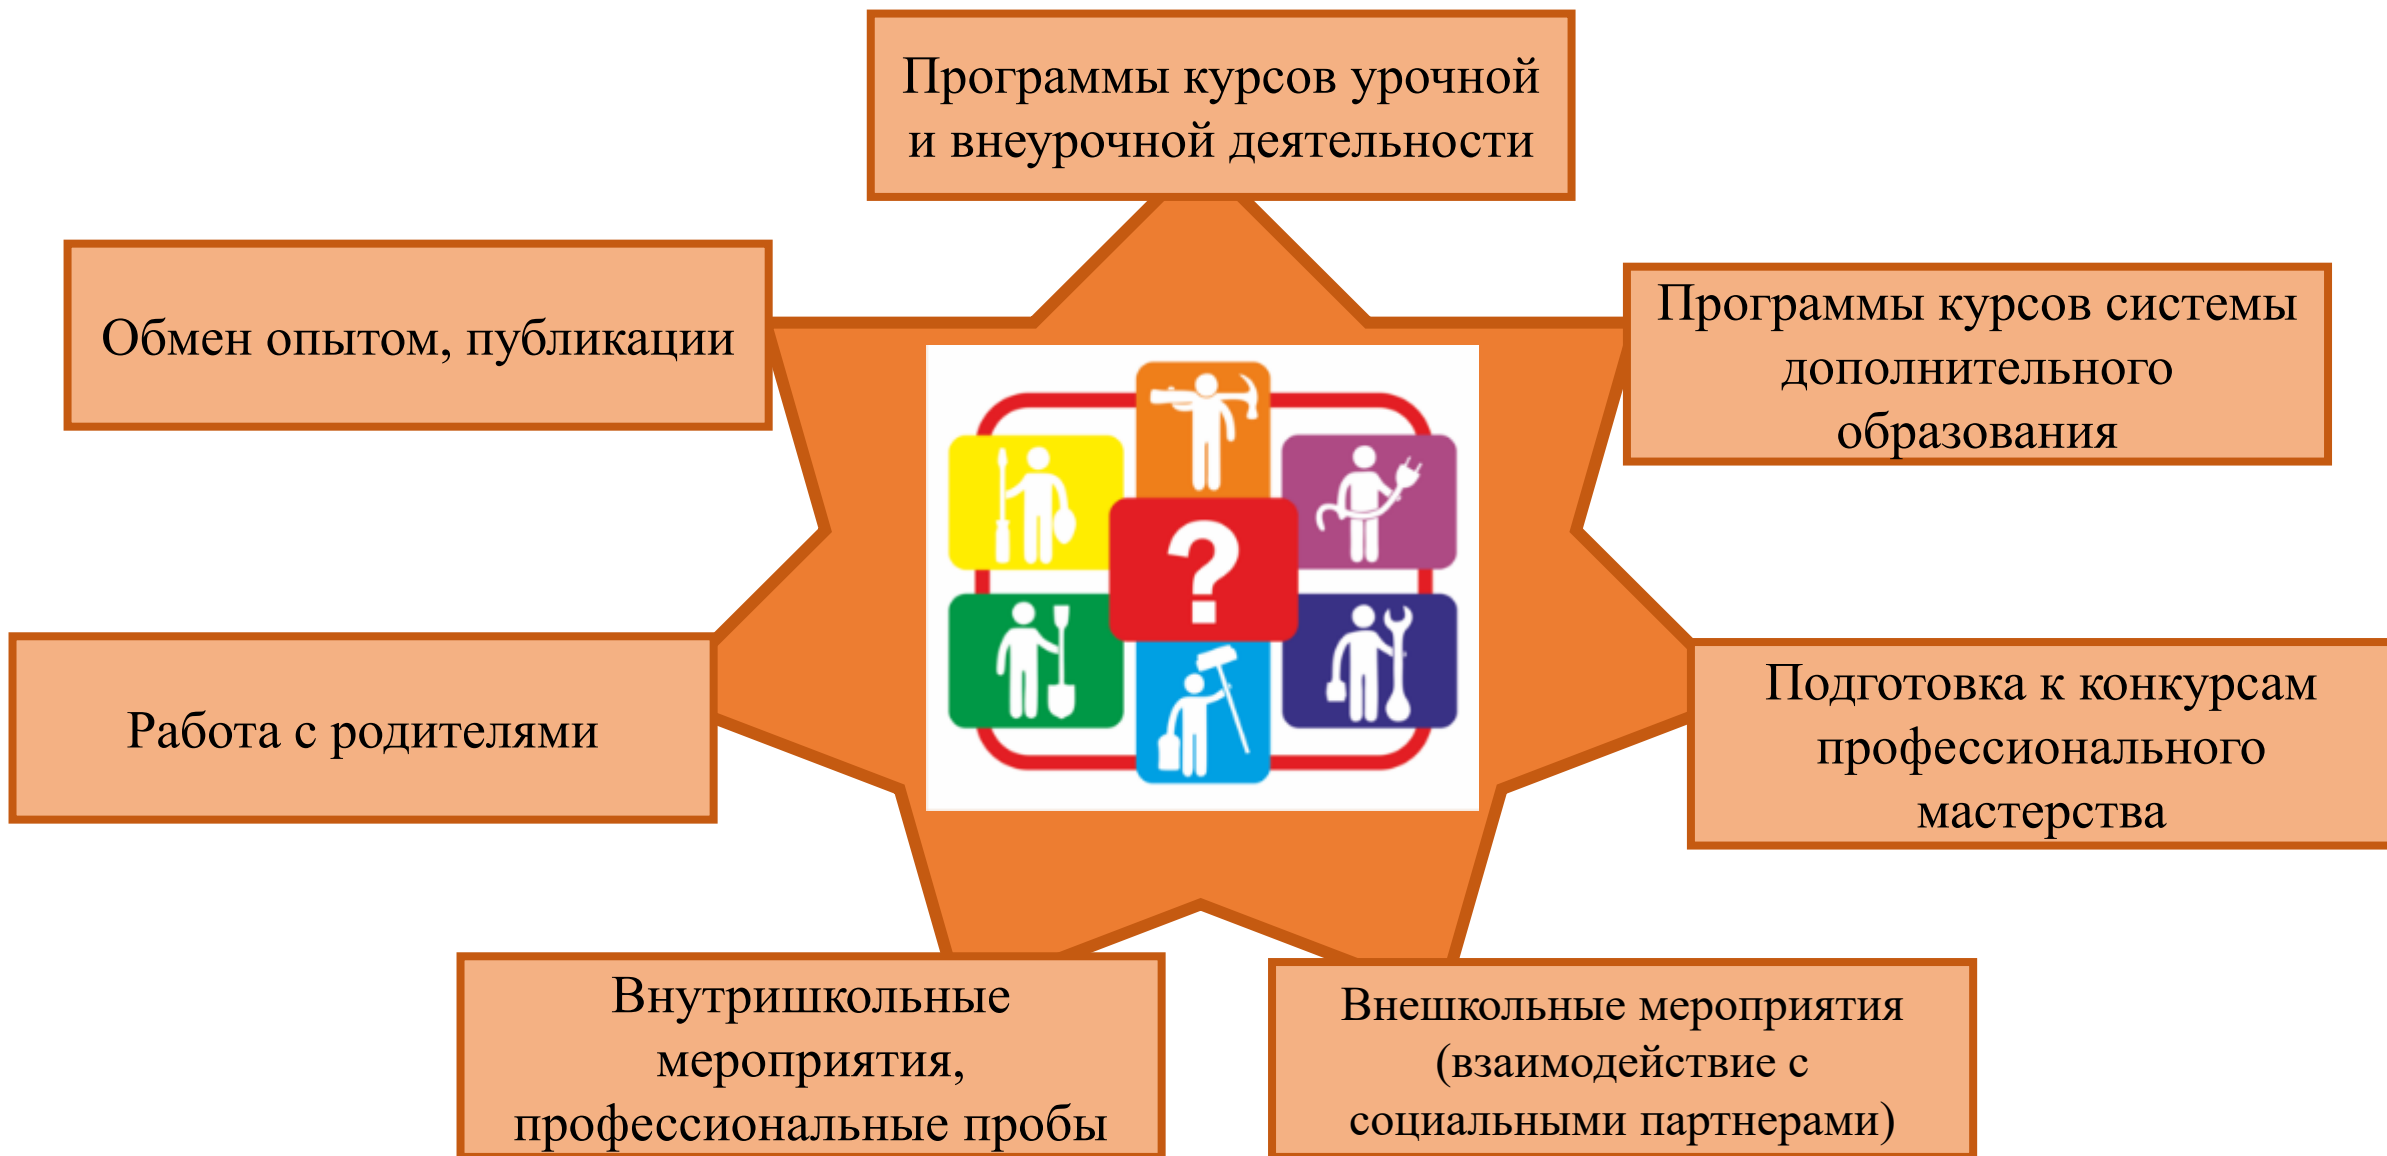 Программы курсов урочной
и внеурочной деятельности
Обмен опытом, публикации
Программы курсов системы
дополнительного
образования
?
Работа с родителями
Подготовка к конкурсам
профессионального
мастерства
Внутришкольные
мероприятия,
профессиональные пробы
Внешкольные мероприятия
(взаимодействие с
социальными партнерами)